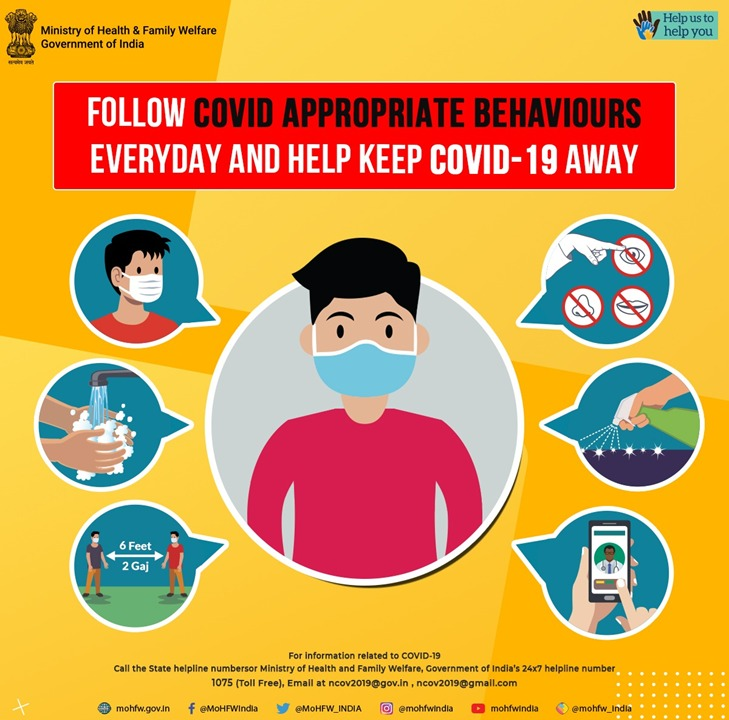 Ministry of Health & Family Welfare
Government of India
सत्यमेव जयते
Help us to
help you
FOLLOW COVID APPROPRIATE BEHAVIOURS
EVERYDAY AND HELP KEEP COVID-19 AWAY
6 Feet
2 Gaj
For information related to COVID-19
Call the State helpline numbersor Ministry of Health and Family Welfare, Government of India's 24x7 helpline number
1075 (Toll Free), Email at ncov2019@gov.in , ncov2019@gmail.com
mohfw.gov.in @MoHFWIndia @MoHFW_INDIA @mohfwindia mohfwindia @mohfw_india